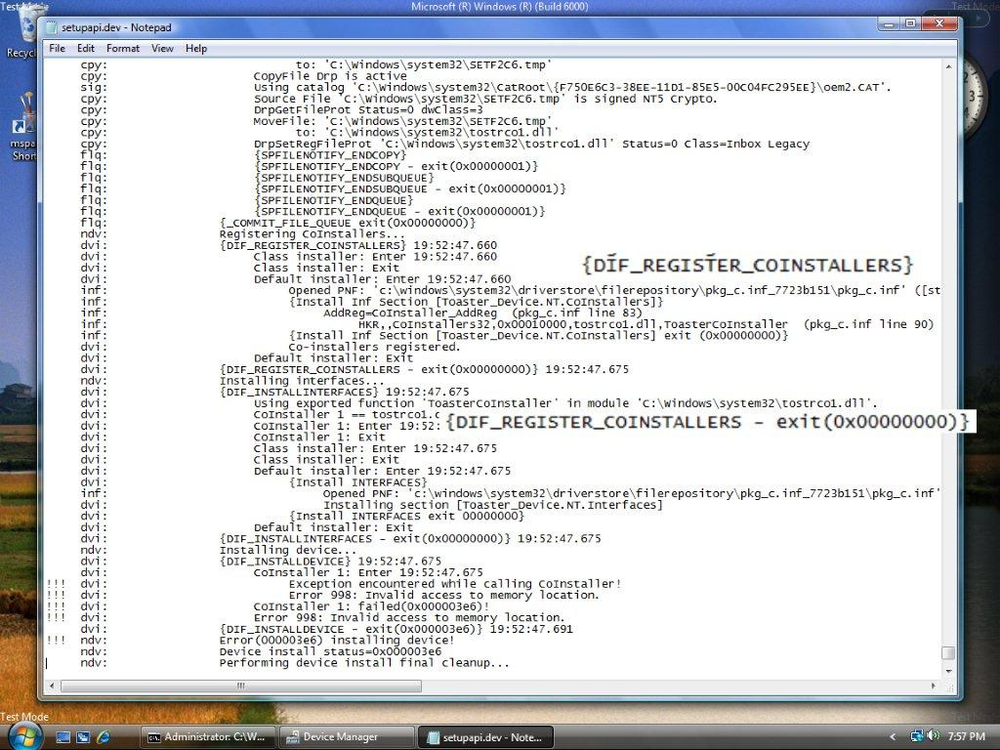 Test Mode
Microsoft (R) Windows (R) (Build 6000)
Test Mode
setupapi.dev - Notepad
File Edit Format View Help
cpy: to: 'C:\Windows\system32\SETF2C6.tmp'
cpy: CopyFile Drp is active
sig: Using catalog 'C:\Windows\system32\CatRoot\{F750E6C3-38EE-11D1-85E5-00C04FC295EE}\oem2.CAT'.
cpy: Source File 'C:\Windows\system32\SETF2C6.tmp' is signed NT5 Crypto.
cpy: DrpGetFileProt Status=0 dwClass=3
cpy: MoveFile: 'C:\Windows\system32\SETF2C6.tmp'
cpy: to: 'C:\Windows\system32\tostrco1.dll'
cpy: DrpSetRegFileProt 'C:\Windows\system32\tostrco1.dll' Status=0 Class=Inbox Legacy
flq: {SPFILENOTIFY_ENDCOPY}
flq: {SPFILENOTIFY_ENDCOPY - exit(0x00000001)}
flq: {SPFILENOTIFY_ENDSUBQUEUE}
flq: {SPFILENOTIFY_ENDSUBQUEUE - exit(0x00000001)}
flq: {SPFILENOTIFY_ENDQUEUE}
flq: {SPFILENOTIFY_ENDQUEUE - exit(0x00000001)}
flq: {_COMMIT_FILE_QUEUE exit(0x00000000)}
ndv: Registering CoInstallers...
dvi: {DIF_REGISTER_COINSTALLERS} 19:52:47.660
dvi: Class installer: Enter 19:52:47.660
dvi: Class installer: Exit
{DIF_REGISTER_COINSTALLERS}
dvi: Default installer: Enter 19:52:47.660
inf: Opened PNF: 'c:\windows\system32\driverstore\filerepository\pkg_c.inf_7723b151\pkg_c.inf' ([st
inf: {Install Inf Section [Toaster_Device.NT.CoInstallers]}
inf: AddReg=CoInstaller_AddReg (pkg_c.inf line 83)
inf: HKR,,CoInstallers32,0x00010000,tostrco1.dll,ToasterCoInstaller (pkg_c.inf line 90)
inf: {Install Inf Section [Toaster_Device.NT.CoInstallers] exit (0x00000000)}
dvi: Co-installers registered.
dvi: Default installer: Exit
dvi: {DIF_REGISTER_COINSTALLERS - exit(0x00000000)} 19:52:47.675
ndv: Installing interfaces...
dvi: {DIF_INSTALLINTERFACES} 19:52:47.675
dvi: Using exported function 'ToasterCoInstaller' in module 'C:\Windows\system32\tostrco1.dll'.
dvi: CoInstaller 1 == tostrco1.
dvi: CoInstaller 1: Enter 19:52:
{DIF_REGISTER_COINSTALLERS - exit(0x00000000)}
dvi: CoInstaller 1: Exit
dvi: Class installer: Enter 19:52:47.675
dvi: Class installer: Exit
dvi: Default installer: Enter 19:52:47.675
dvi: {Install INTERFACES}
inf: Opened PNF: 'c:\windows\system32\driverstore\filerepository\pkg_c.inf_7723b151\pkg_c.inf'
dvi: Installing section [Toaster_Device.NT.Interfaces]
dvi: {Install INTERFACES exit 00000000}
dvi: Default installer: Exit
dvi: {DIF_INSTALLINTERFACES - exit(0x00000000)} 19:52:47.675
ndv: Installing device...
dvi: {DIF_INSTALLDEVICE} 19:52:47.675
dvi: CoInstaller 1: Enter 19:52:47.675
!!! dvi: Exception encountered while calling CoInstaller!
!!! dvi: Error 998: Invalid access to memory location.
!!! dvi: CoInstaller 1: failed(0x000003e6)!
!!! dvi: Error 998: Invalid access to memory location.
dvi: {DIF_INSTALLDEVICE - exit(0x000003e6)} 19:52:47.691
!!! ndv: Error(000003e6) installing device!
ndv: Device install status=0x000003e6
ndv: Performing device install final cleanup...
Recyc
mspa
Short
Test Mode
Administrator: C:\W...
Device Manager
setupapi.dev - Note...
7:57 PM